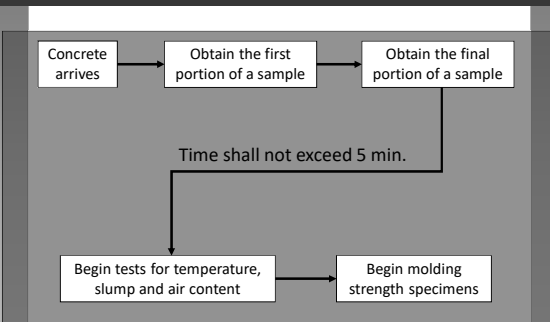 Concrete
arrives
Obtain the first
portion of a sample
Obtain the final
portion of a sample
Time shall not exceed 5 min.
Begin tests for temperature,
slump and air content
Begin molding
strength specimens